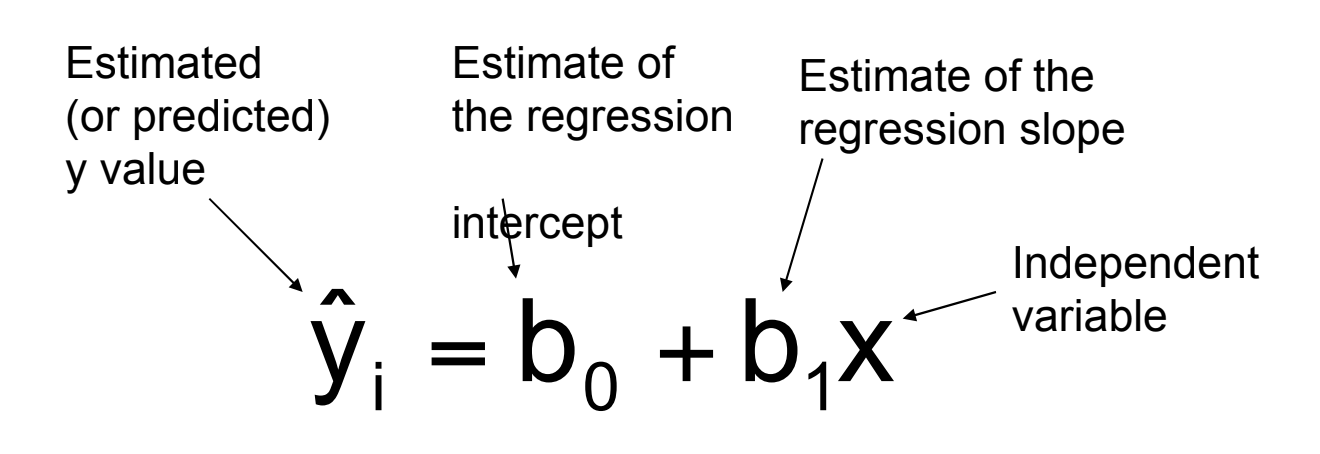 Estimated
(or predicted)
y value
Estimate of
the regression
intercept
Estimate of the
regression slope
Independent
variable
ŷᵢ = b₀ + b₁x